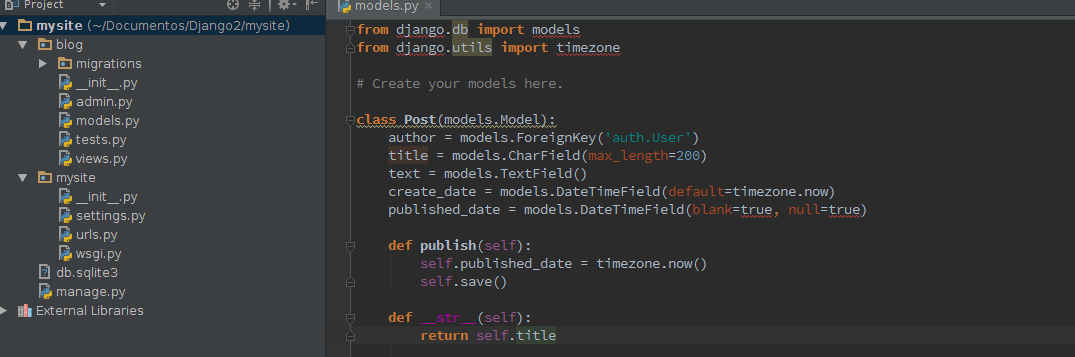 Project
mysite (~/Documentos/Django2/mysite)
blog
migrations
__init__.py
admin.py
models.py
tests.py
views.py
mysite
__init__.py
settings.py
urls.py
wsgi.py
db.sqlite3
manage.py
External Libraries
models.py
from django.db import models
from django.utils import timezone
# Create your models here.
class Post(models.Model):
    author = models.ForeignKey('auth.User')
    title = models.CharField(max_length=200)
    text = models.TextField()
    create_date = models.DateTimeField(default=timezone.now)
    published_date = models.DateTimeField(blank=true, null=true)
    def publish(self):
        self.published_date = timezone.now()
        self.save()
    def __str__(self):
        return self.title